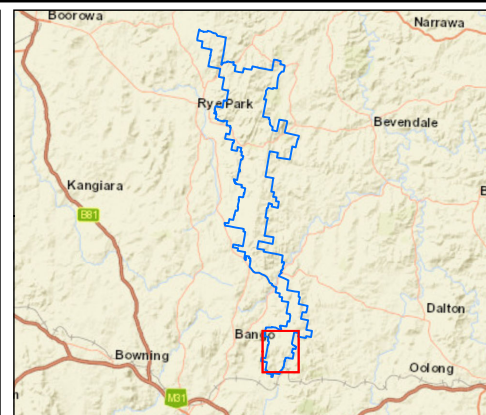 Boorowa
Narrawa
Rye Park
Bevendale
Kangiara
B81
Dalton
Bango
Bowning
Oolong
M31